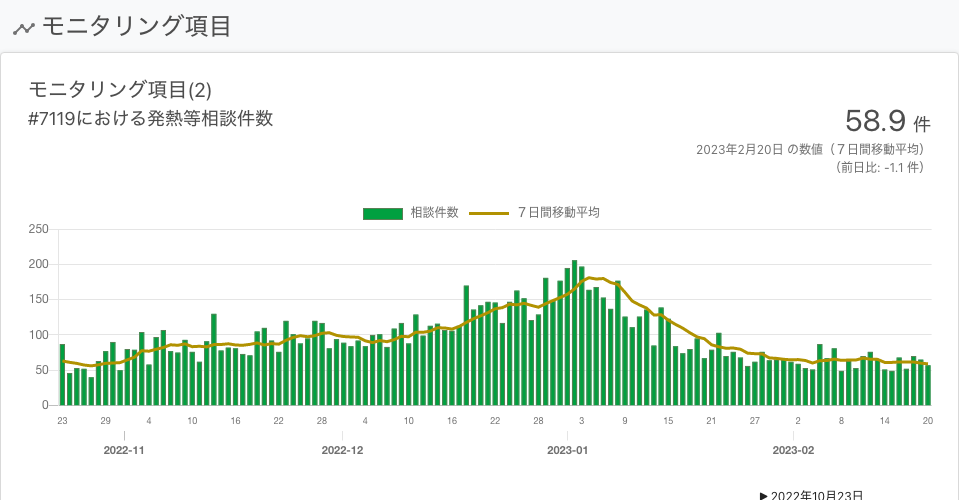 モニタリング項目
モニタリング項目(2)
#7119における発熱等相談件数
58.9 件
2023年2月20日 の数値（７日間移動平均）
（前日比: -1.1 件）
相談件数 ７日間移動平均
250
200
150
100
50
0
23 29 4 10 16 22 28 4 10 16 22 28 3 9 15 21 27 2 8 14 20
2022-11 2022-12 2023-01 2023-02
▶ 2022年10月23日